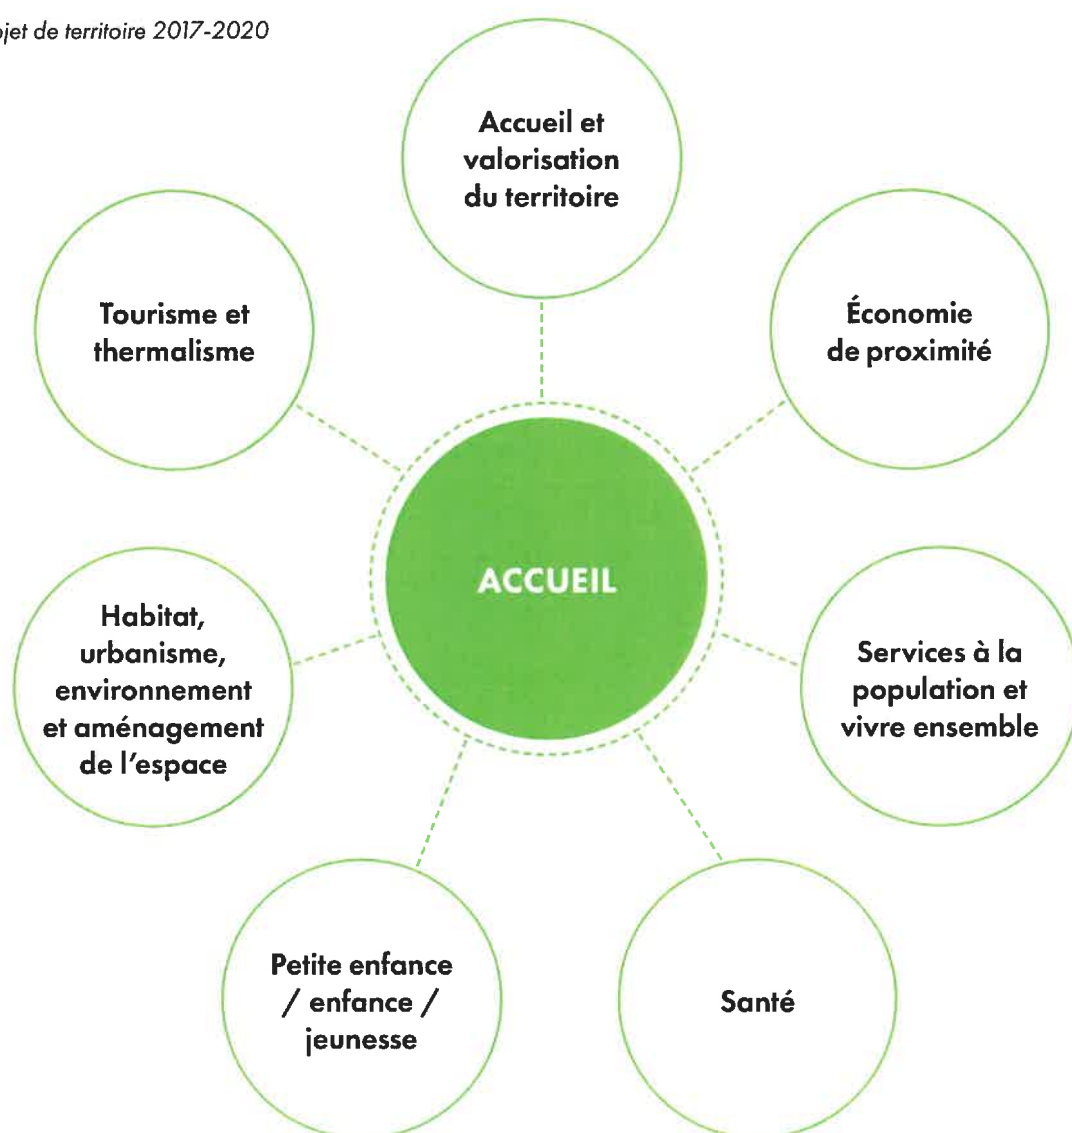 de territoire 2017-2020
Accueil et
valorisation
du territoire
Tourisme et
thermalisme
Économie
de proximité
ACCUEIL
Habitat,
urbanisme,
environnement
et aménagement
de l'espace
Services à la
population et
vivre ensemble
Petite enfance
/ enfance /
jeunesse
Santé